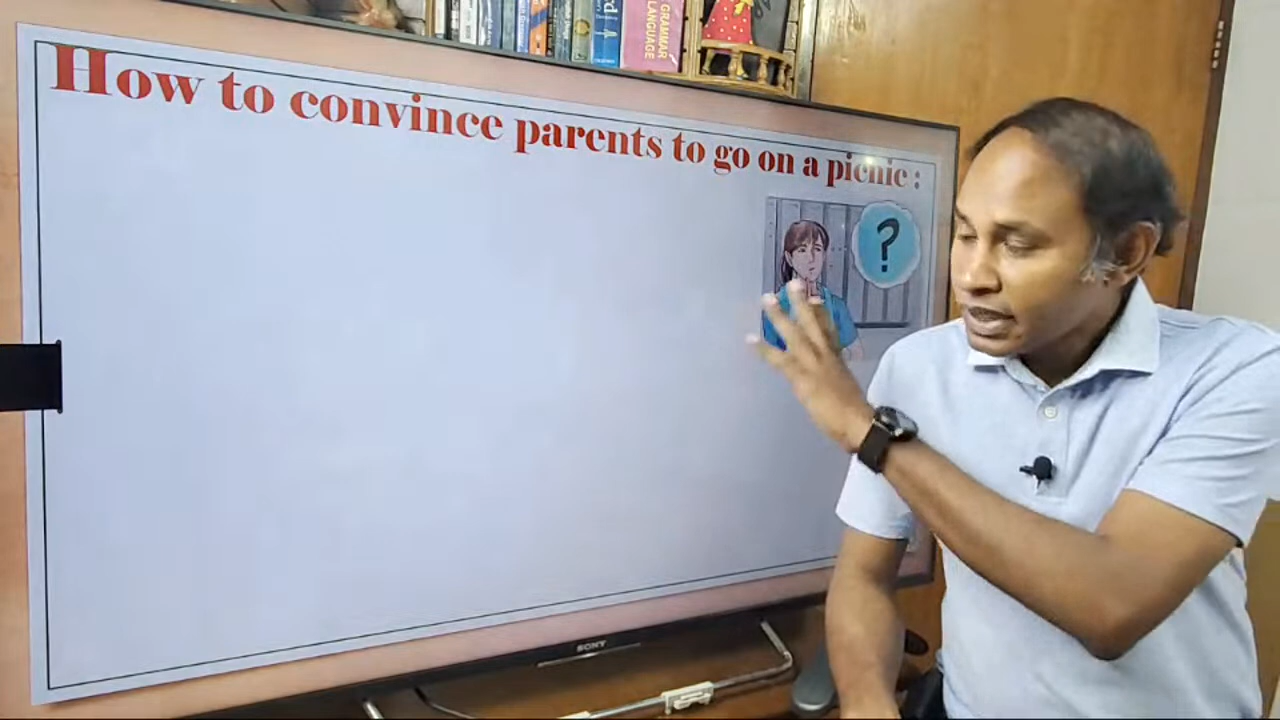 GRAMMAR
LANGUAGE
How to convince parents to go on a picnic :
?
SONY